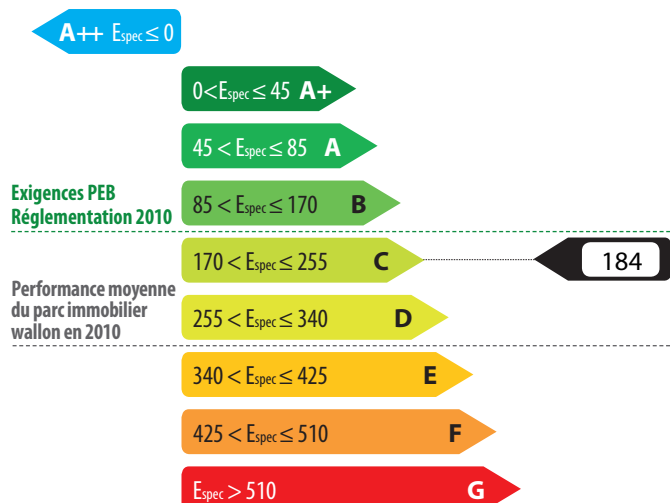 A++ Espec ≤ 0
0<Espec ≤ 45 A+
45 < Espec ≤ 85 A
Exigences PEB
Réglementation 2010
85 < Espec ≤ 170 B
170 < Espec ≤ 255 C
184
Performance moyenne
du parc immobilier
wallon en 2010
255 < Espec ≤ 340 D
340 < Espec ≤ 425 E
425 < Espec ≤ 510 F
Espec > 510 G